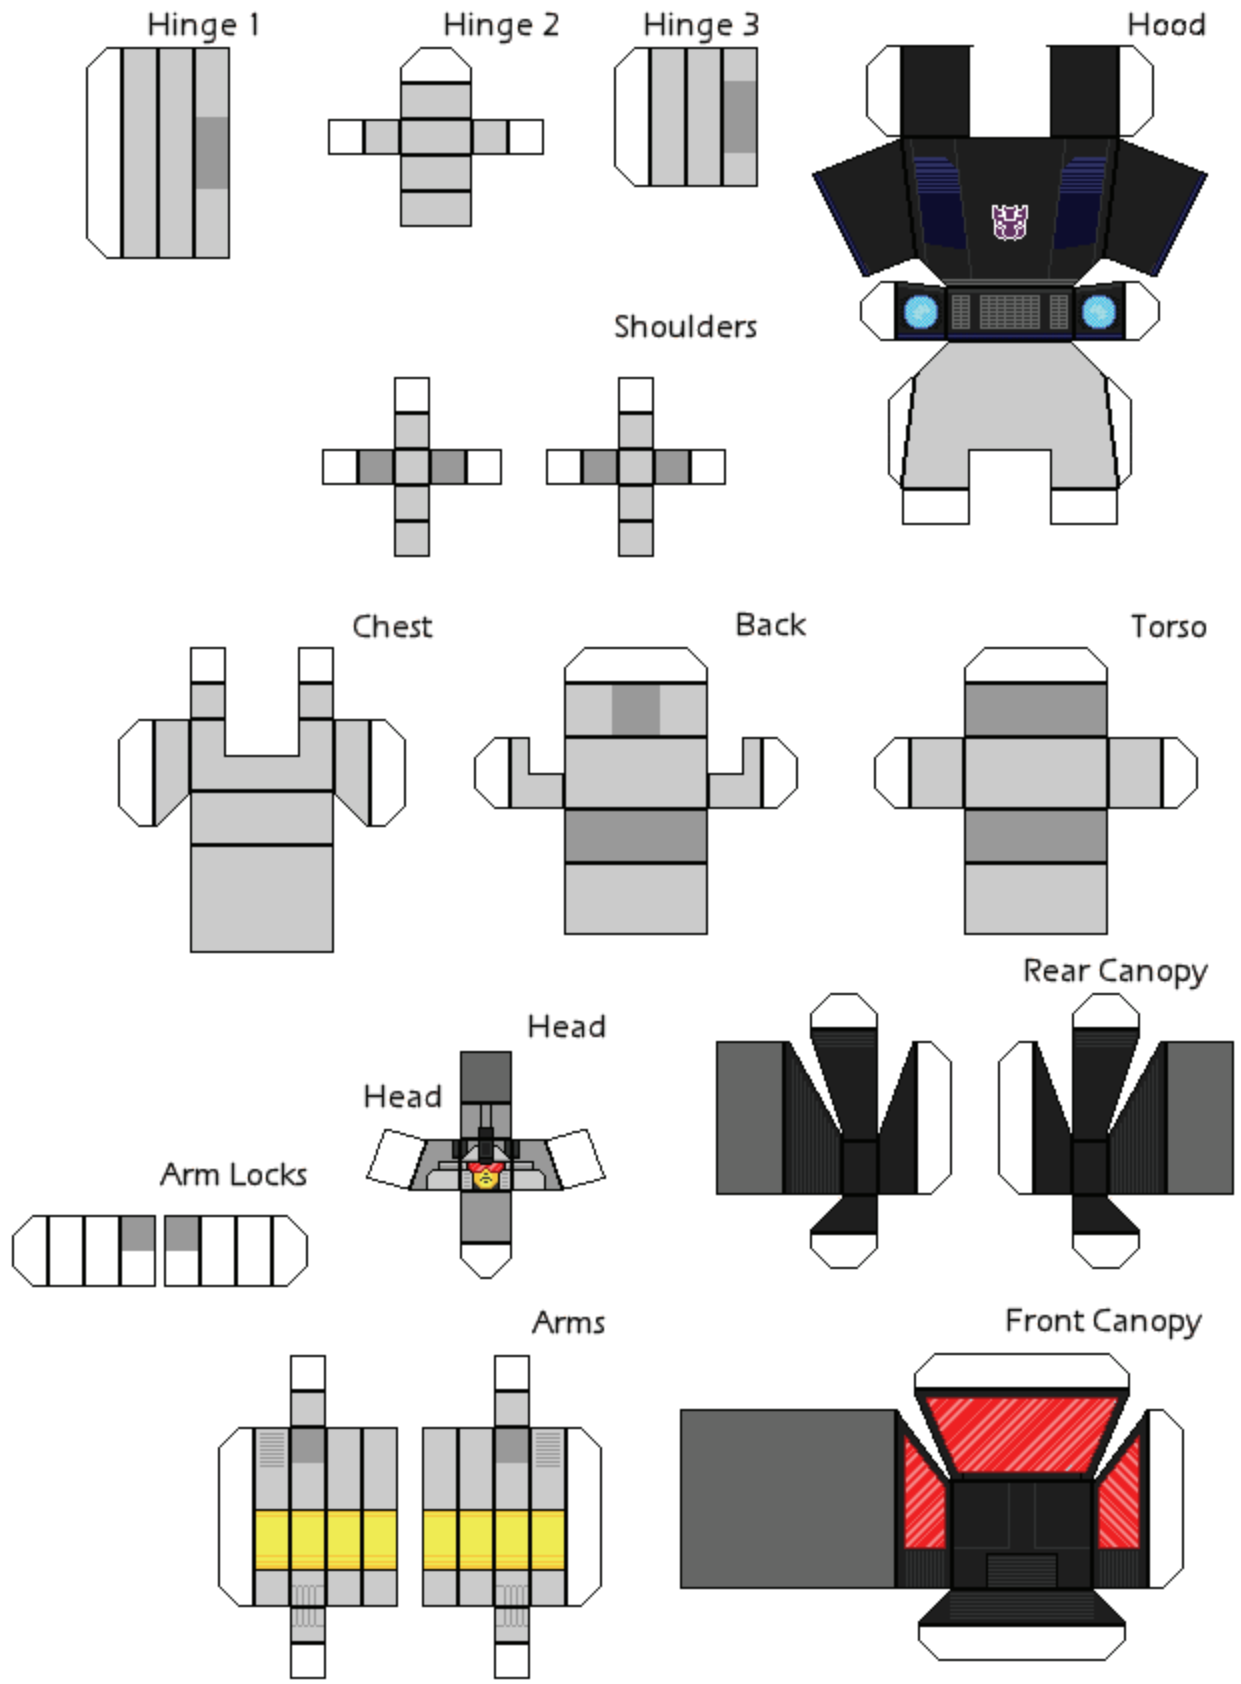 Hinge 1
Hinge 2
Hinge 3
Hood
Shoulders
Chest
Back
Torso
Rear Canopy
Head
Head
Arm Locks
Arms
Front Canopy